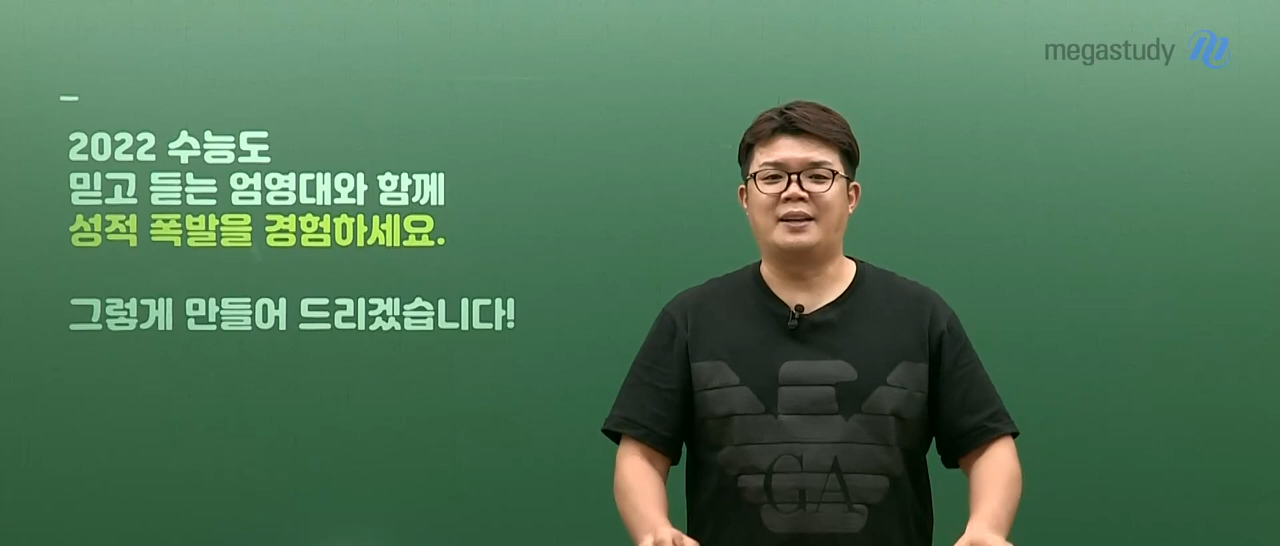 megastudy
2022 수능도
믿고 듣는 엄영대와 함께
성적 폭발을 경험하세요.
그렇게 만들어 드리겠습니다!
GA